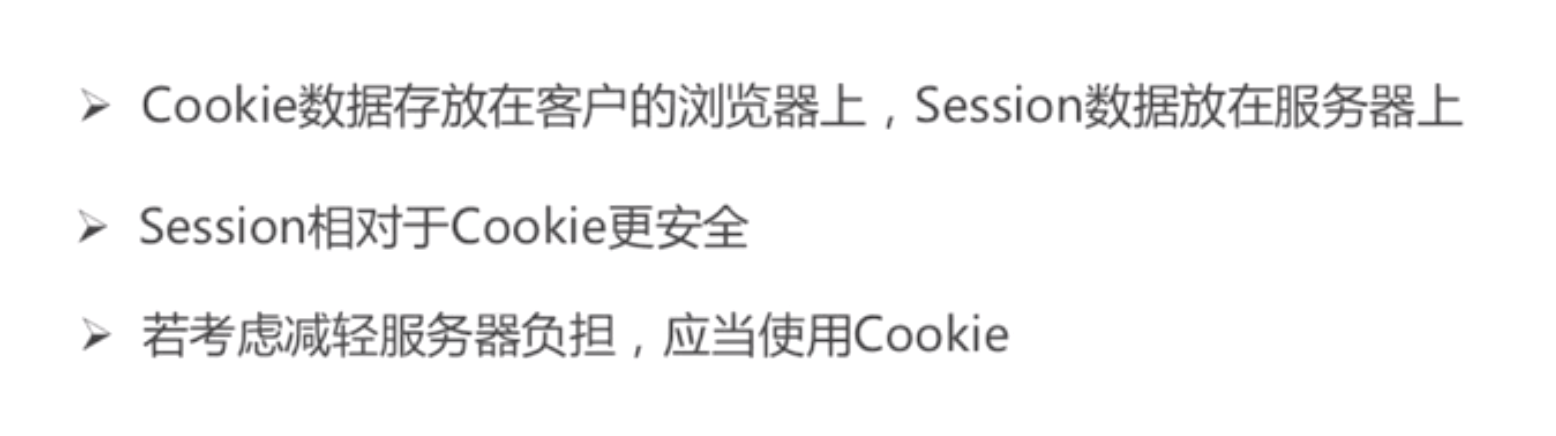 ➢ Cookie数据存放在客户的浏览器上，Session数据放在服务器上
➢ Session相对于Cookie更安全
➢ 若考虑减轻服务器负担，应当使用Cookie